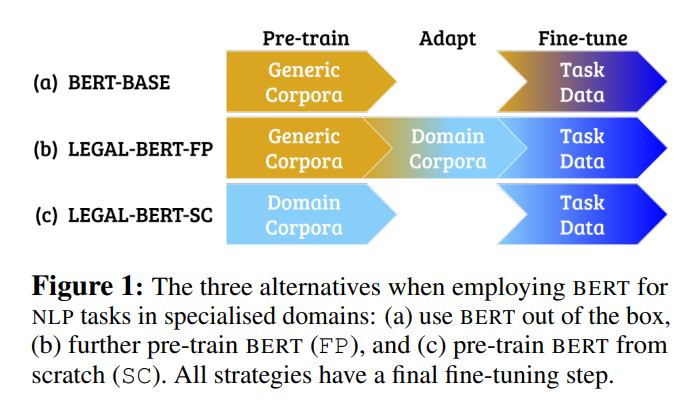 Pre-train Adapt Fine-tune
(a) BERT-BASE Generic Corpora Task Data
(b) LEGAL-BERT-FP Generic Corpora Domain Corpora Task Data
(c) LEGAL-BERT-SC Domain Corpora Task Data
Figure 1: The three alternatives when employing BERT for
NLP tasks in specialised domains: (a) use BERT out of the box,
(b) further pre-train BERT (FP), and (c) pre-train BERT from
scratch (SC). All strategies have a final fine-tuning step.